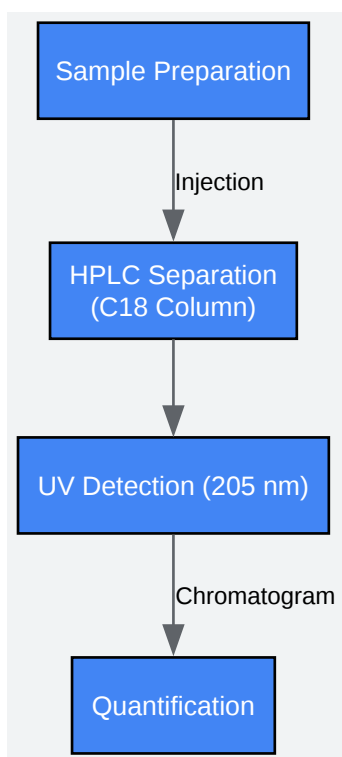 Sample Preparation
Injection
HPLC Separation
(C18 Column)
UV Detection (205 nm)
Chromatogram
Quantification